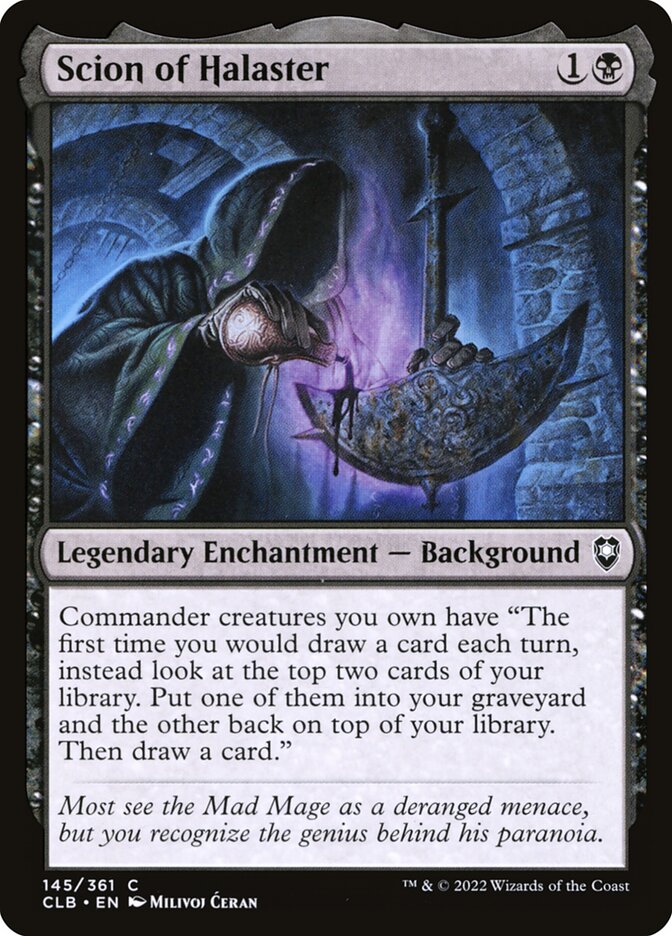 Scion of Halaster 1
Legendary Enchantment — Background
Commander creatures you own have “The
first time you would draw a card each turn,
instead look at the top two cards of your
library. Put one of them into your graveyard
and the other back on top of your library.
Then draw a card.”
Most see the Mad Mage as a deranged menace,
but you recognize the genius behind his paranoia.
145/361 C
™ & © 2022 Wizards of the Coast
CLB • EN Milivoj Ćeran